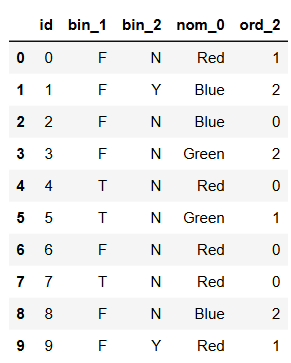 id bin_1 bin_2 nom_0 ord_2
0 0 F N Red 1
1 1 F Y Blue 2
2 2 F N Blue 0
3 3 F N Green 2
4 4 T N Red 0
5 5 T N Green 1
6 6 F N Red 0
7 7 T N Red 0
8 8 F N Blue 2
9 9 F Y Red 1